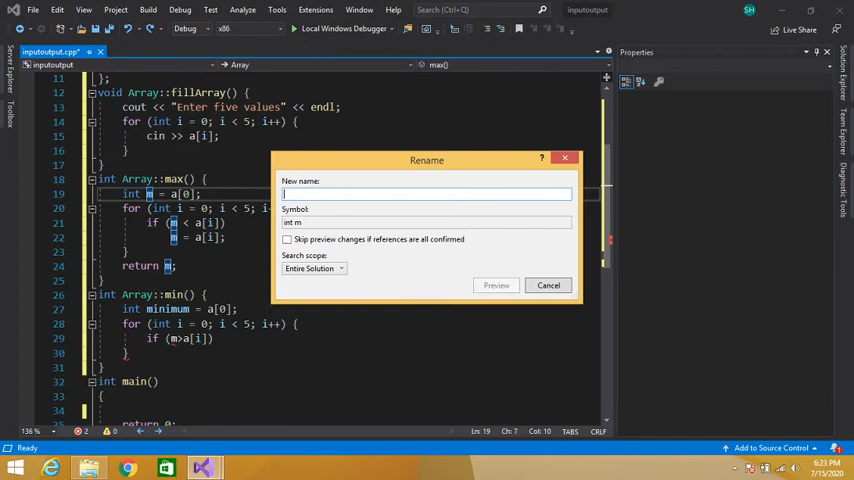 File Edit View Project Build Debug Test Analyze Tools Extensions Window Help Search (Ctrl+Q) inputoutput SH
Debug x86 Local Windows Debugger Live Share
inputoutput.cpp*
inputoutput Array max()
Server Explorer
Toolbox
11 };
12 void Array::fillArray() {
13 cout << "Enter five values" << endl;
14 for (int i = 0; i < 5; i++) {
15 cin >> a[i];
16 }
17 }
18 int Array::max() {
19 int m = a[0];
20 for (int i = 0; i < 5; i+
21 if (m < a[i])
22 m = a[i];
23 }
24 return m;
25 }
26 int Array::min() {
27 int minimum = a[0];
28 for (int i = 0; i < 5; i++) {
29 if (m>a[i])
30 }
31 }
32 int main()
33 {
34
return 0;
136 % 2 0 Ln: 19 Ch: 7 Col: 10 TABS CRLF
Rename
?
New name:
Symbol:
int m
Skip preview changes if references are all confirmed
Search scope:
Entire Solution
Preview Cancel
Properties
Solution Explorer
Team Explorer
Diagnostic Tools
Ready Add to Source Control
6:23 PM
7/15/2020